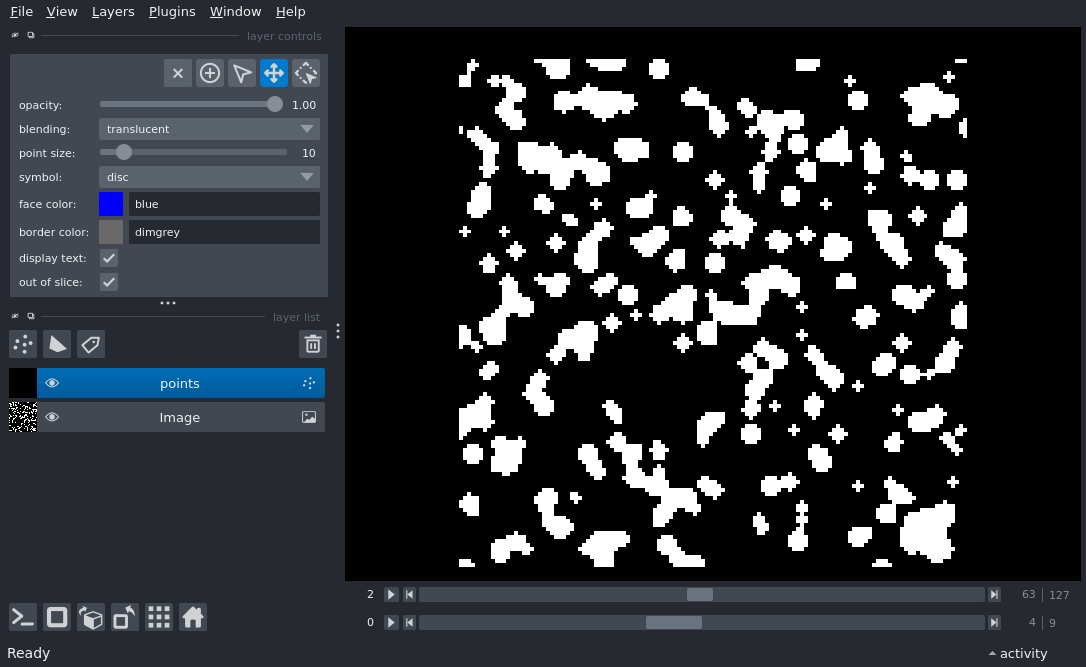 File View Layers Plugins Window Help
layer controls
opacity: 1.00
blending: translucent
point size: 10
symbol: disc
face color: blue
border color: dimgrey
display text:
out of slice:
layer list
points
Image
2 63 127
0 4 9
Ready activity